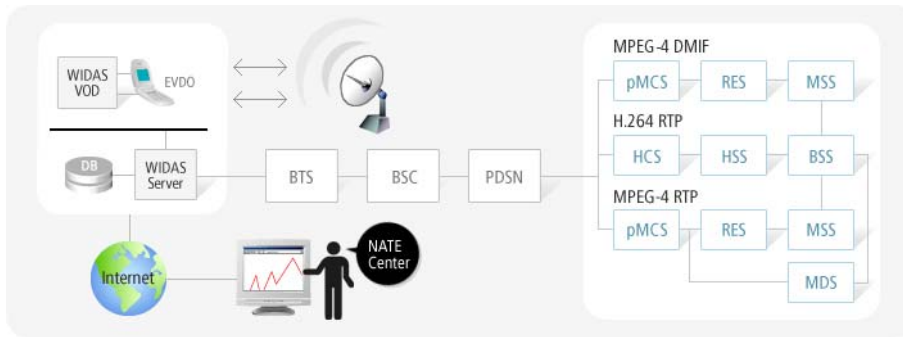 WIDAS
VOD
EVDO
DB
WIDAS
Server
BTS
BSC
PDSN
Internet
NATE
Center
MPEG-4 DMIF
pMCS
RES
MSS
H.264 RTP
HCS
HSS
BSS
MPEG-4 RTP
pMCS
RES
MSS
MDS